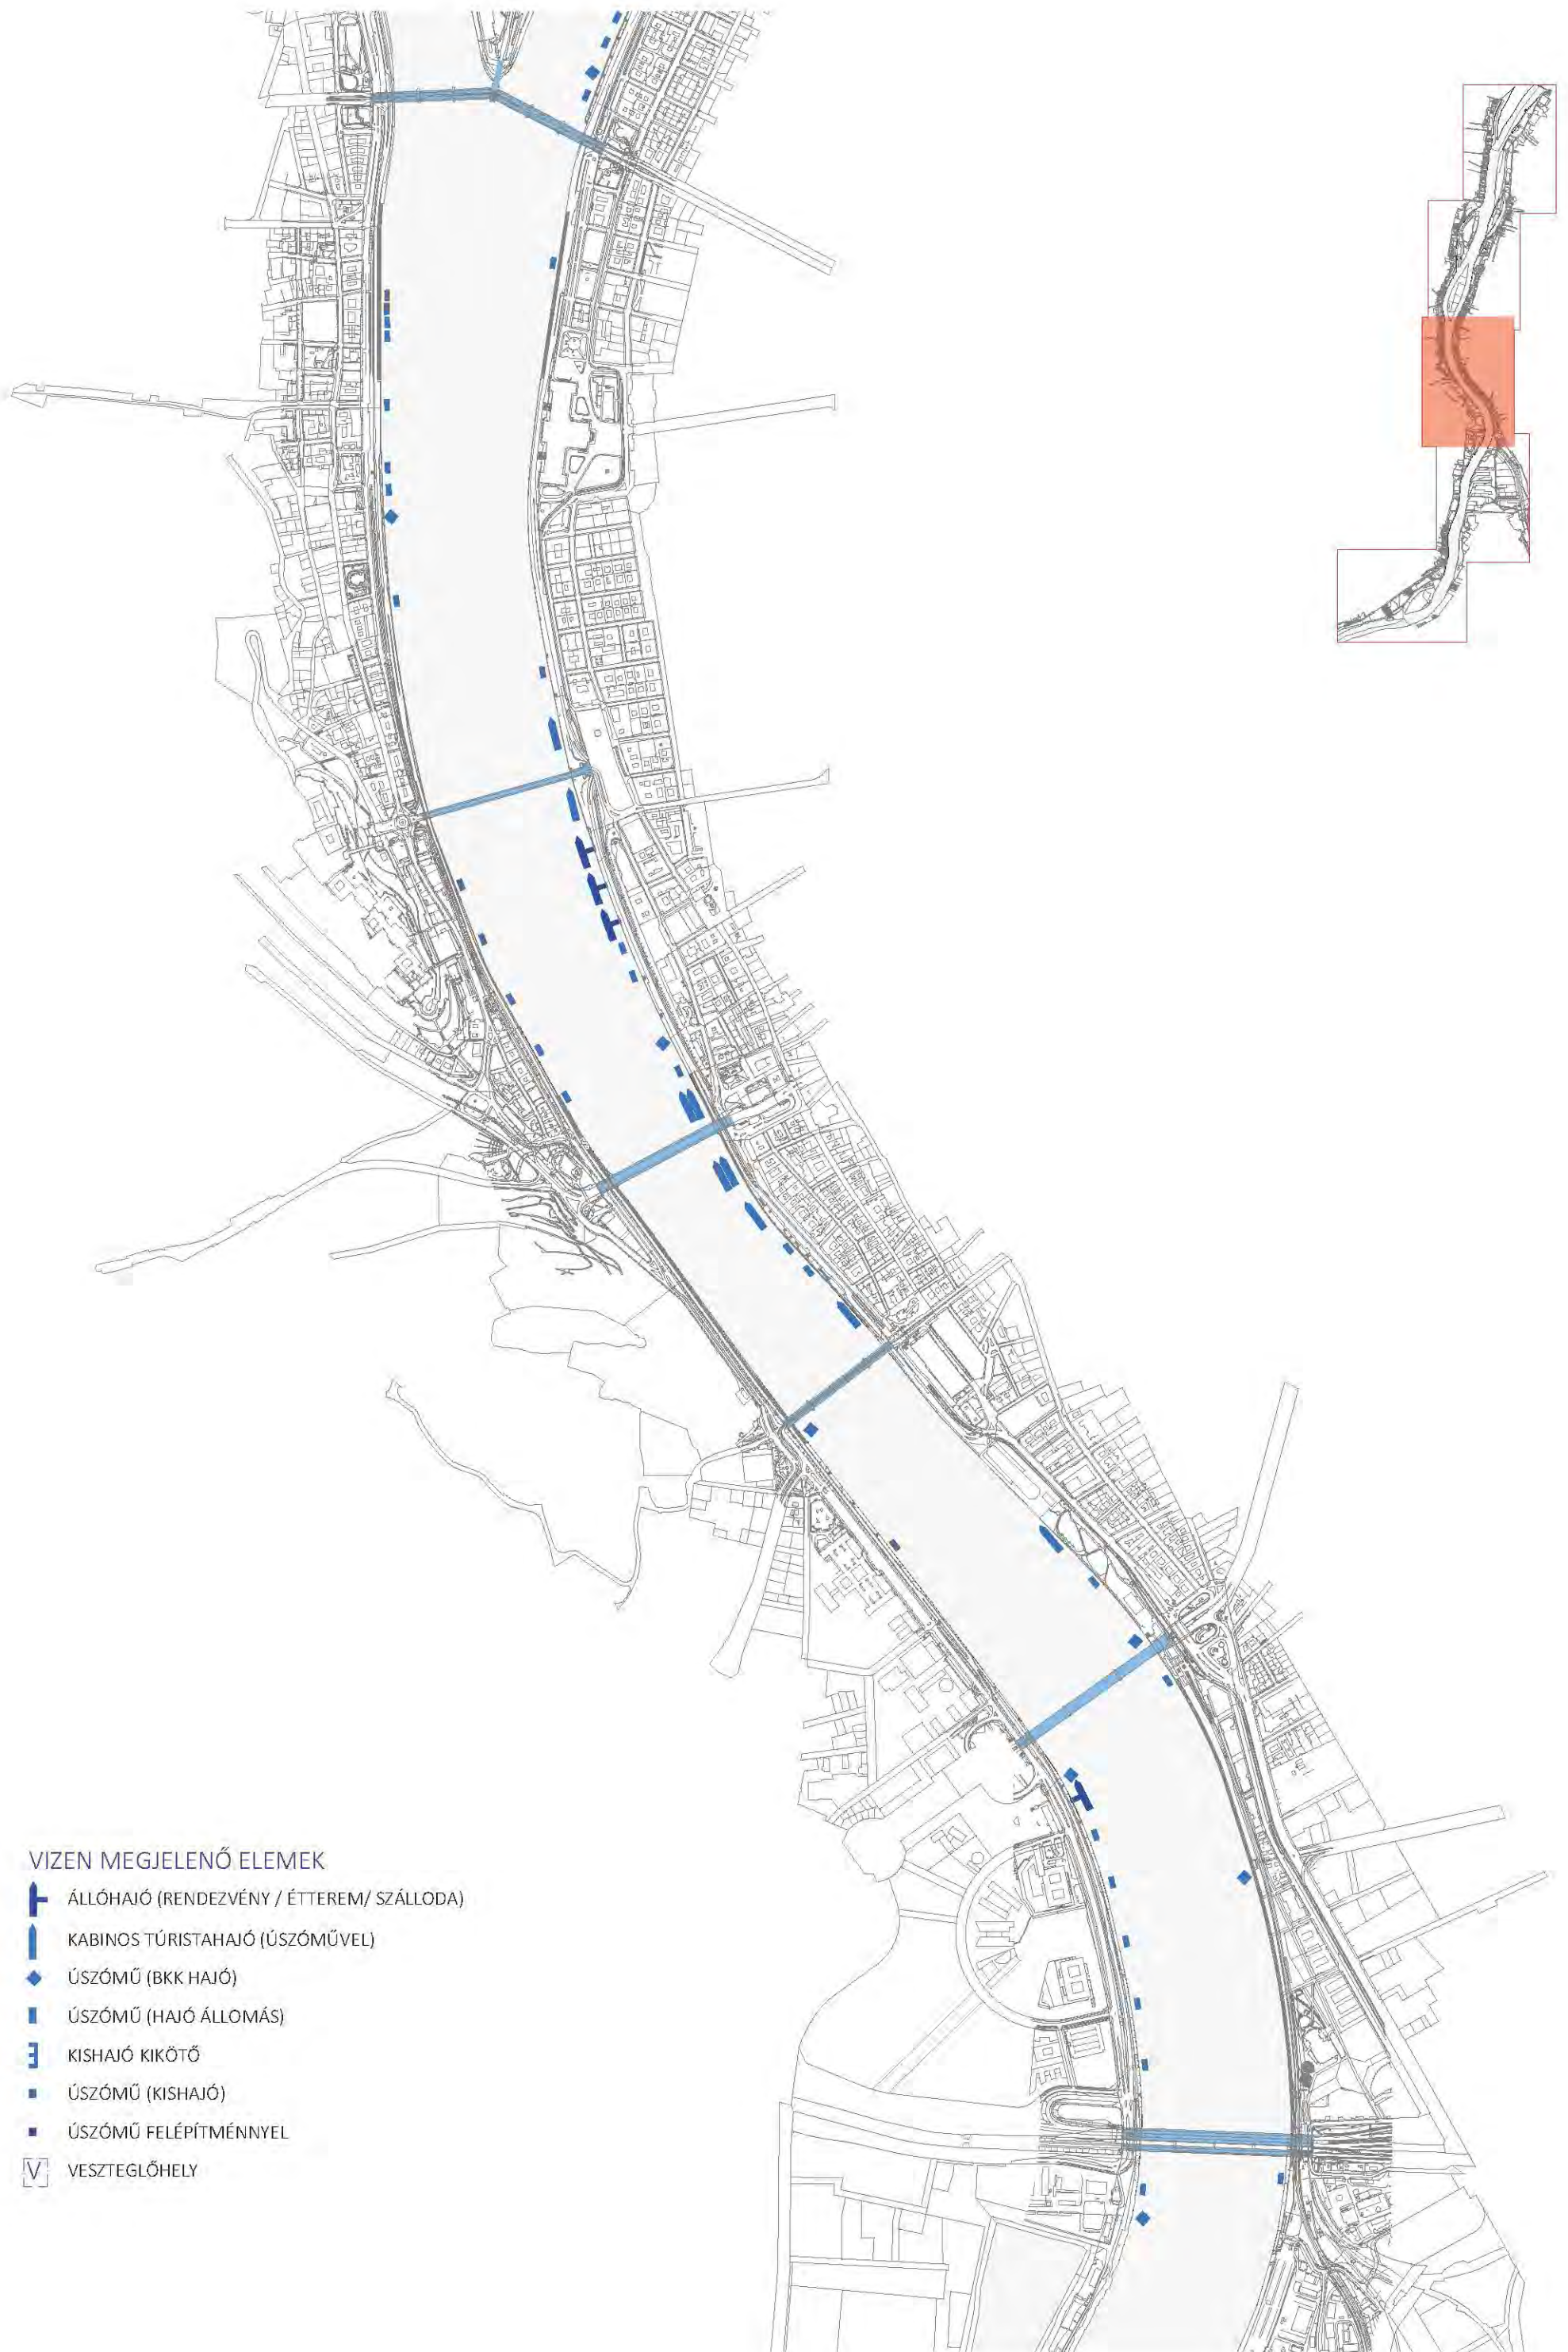 VIZEN MEGJELENŐ ELEMEK
ÁLLÓHAJÓ (RENDEZVÉNY / ÉTTEREM/ SZÁLLODA)
KABINOS TÚRISTAHAJÓ (ÚSZÓMŰVEL)
ÚSZÓMŰ (BKK HAJÓ)
ÚSZÓMŰ (HAJÓ ÁLLOMÁS)
KISHAJÓ KIKÖTŐ
ÚSZÓMŰ (KISHAJÓ)
ÚSZÓMŰ FELÉPÍTMÉNNYEL
V VESZTEGLŐHELY